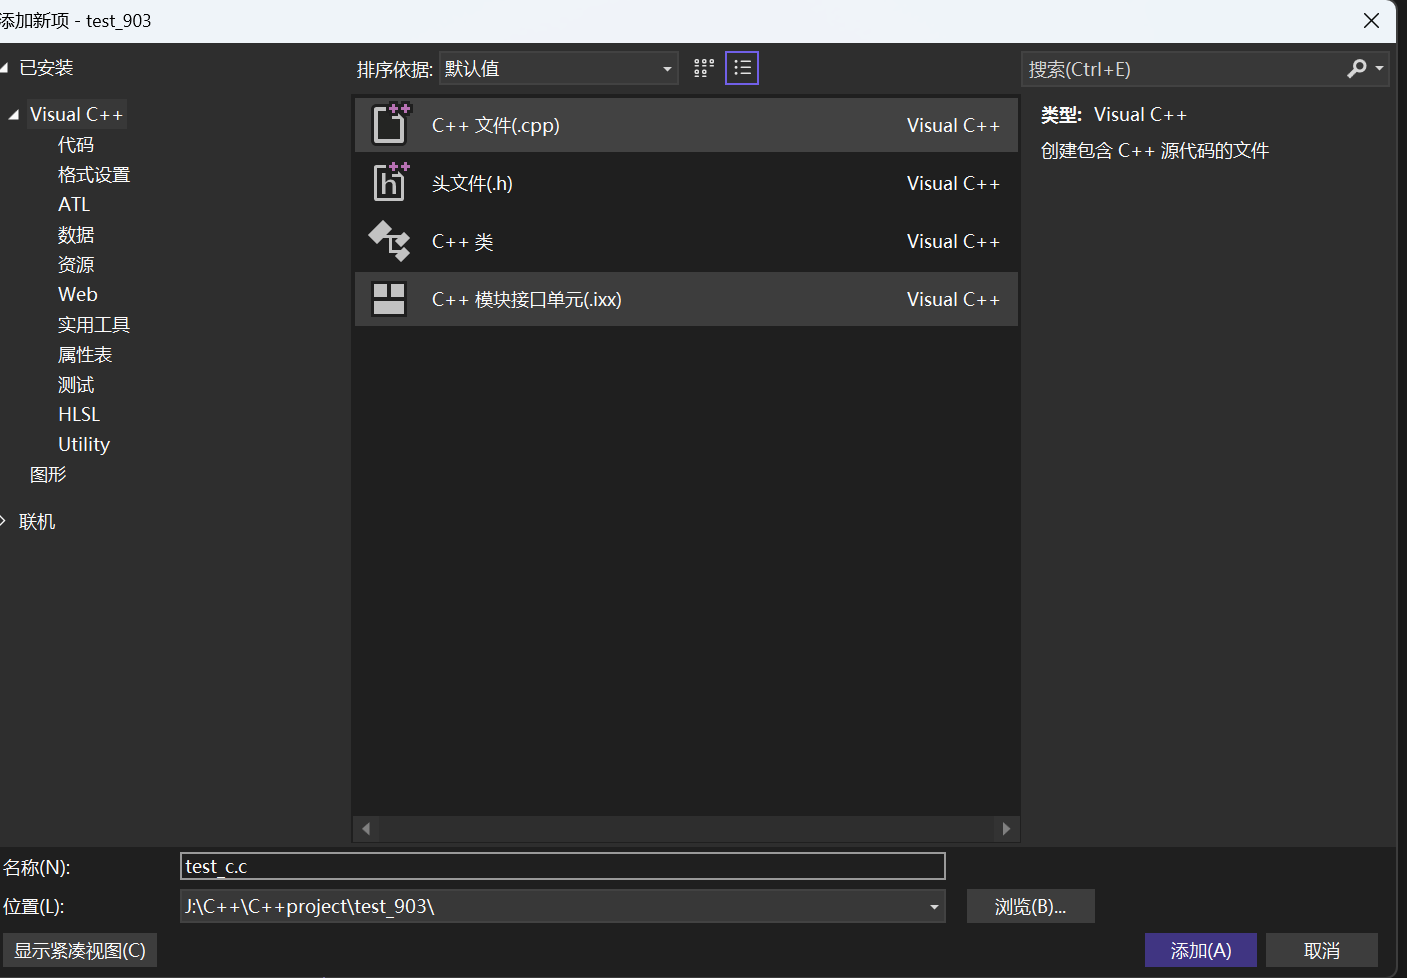 添加新项 - test_903
已安装
Visual C++
代码
格式设置
ATL
数据
资源
Web
实用工具
属性表
测试
HLSL
Utility
图形
联机
排序依据: 默认值
C++ 文件(.cpp) Visual C++
头文件(.h) Visual C++
C++ 类 Visual C++
C++ 模块接口单元(.ixx) Visual C++
搜索(Ctrl+E)
类型: Visual C++
创建包含 C++ 源代码的文件
名称(N): test_c.c
位置(L): J:\C++\C++project\test_903\ 浏览(B)...
显示紧凑视图(C) 添加(A) 取消